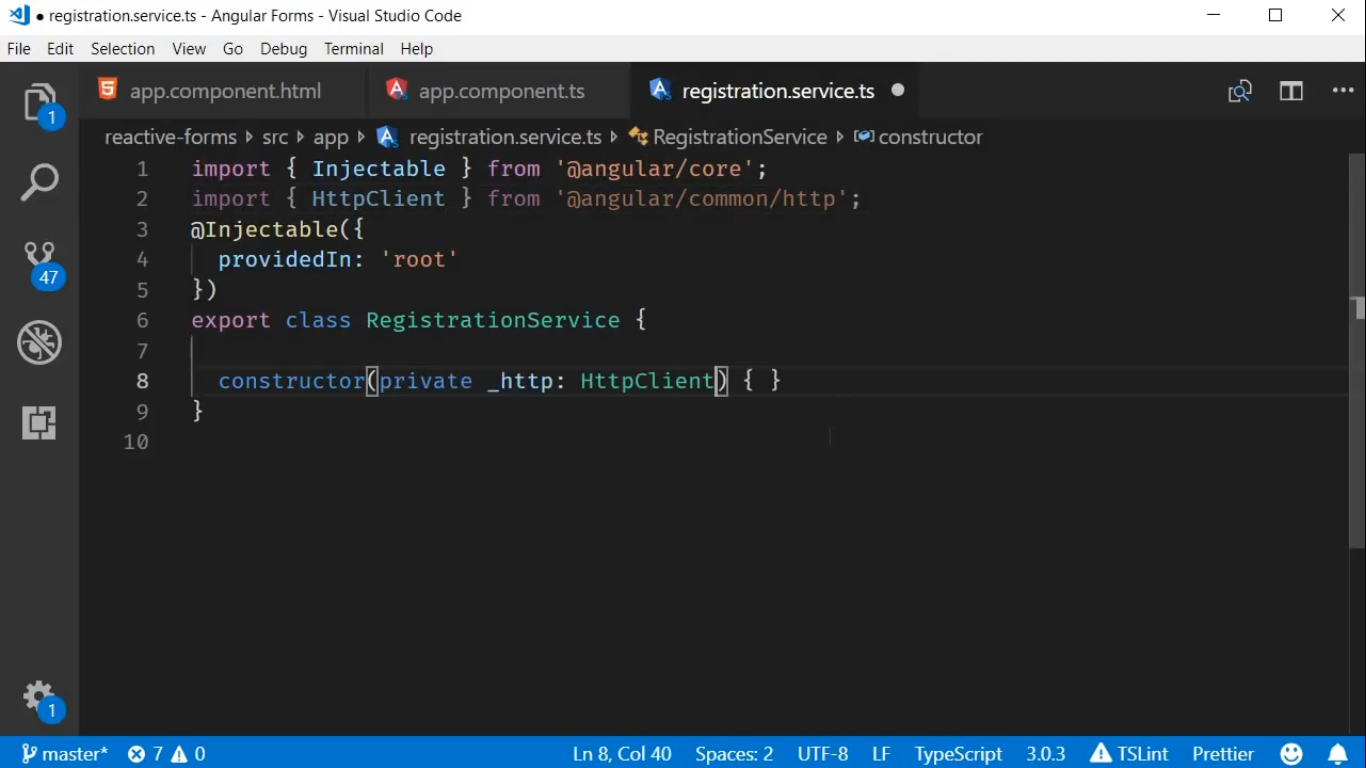 ● registration.service.ts - Angular Forms - Visual Studio Code
File Edit Selection View Go Debug Terminal Help
app.component.html app.component.ts registration.service.ts
reactive-forms src app registration.service.ts RegistrationService constructor
1 import { Injectable } from '@angular/core';
2 import { HttpClient } from '@angular/common/http';
3 @Injectable({
4 providedIn: 'root'
5 })
6 export class RegistrationService {
7
8 constructor(private _http: HttpClient) { }
9 }
10
1
47
1
master* 7 0 Ln 8, Col 40 Spaces: 2 UTF-8 LF TypeScript 3.0.3 TSLint Prettier